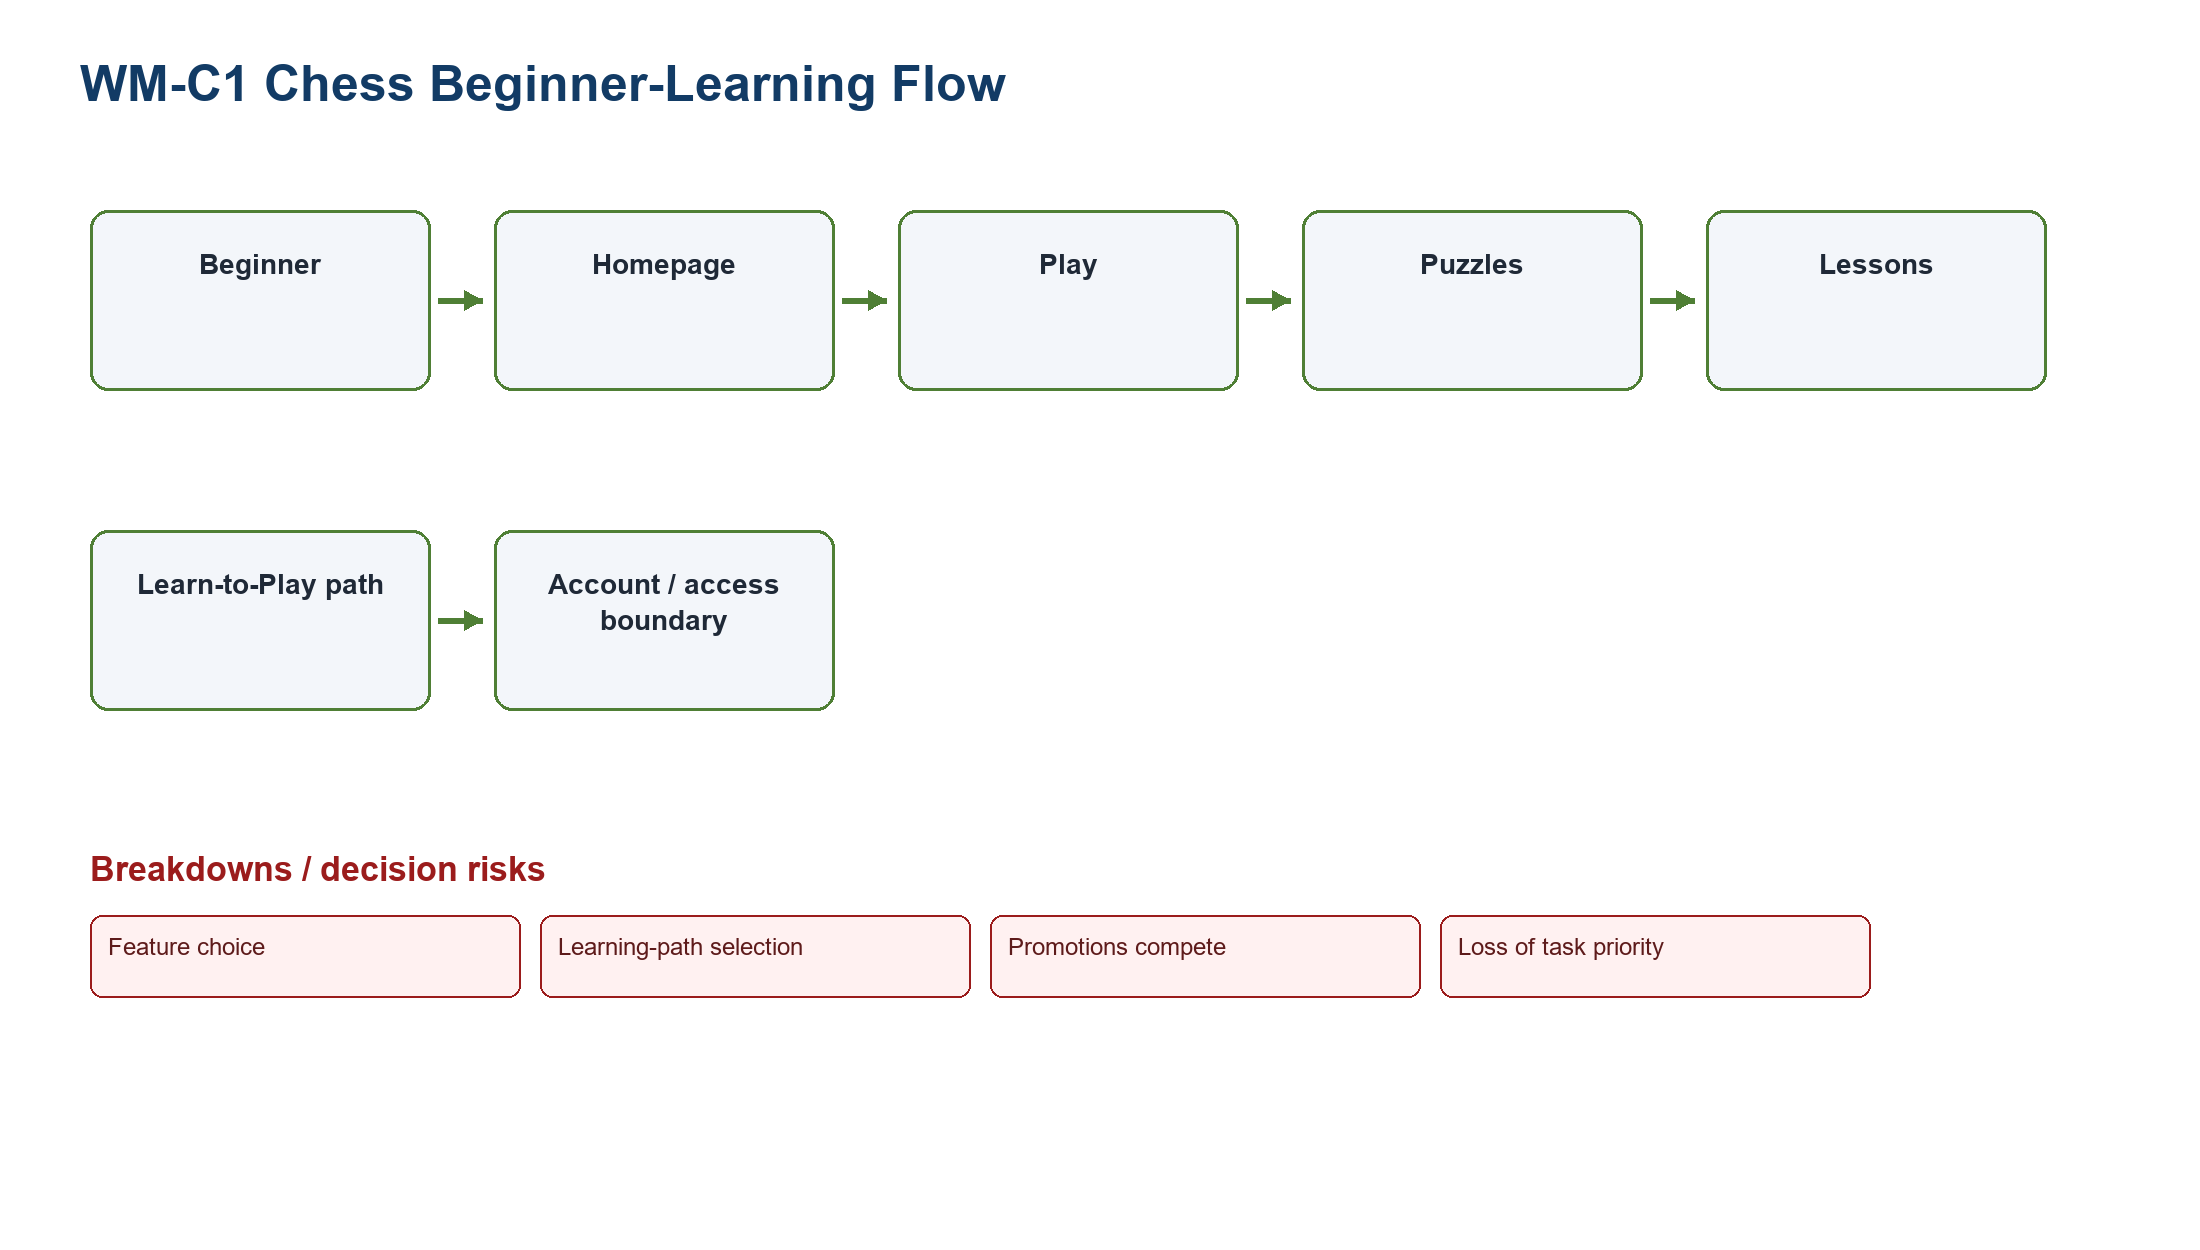 WM-C1 Chess Beginner-Learning Flow
Beginner
Homepage
Play
Puzzles
Lessons
Learn-to-Play path
Account / access
boundary
Breakdowns / decision risks
Feature choice
Learning-path selection
Promotions compete
Loss of task priority